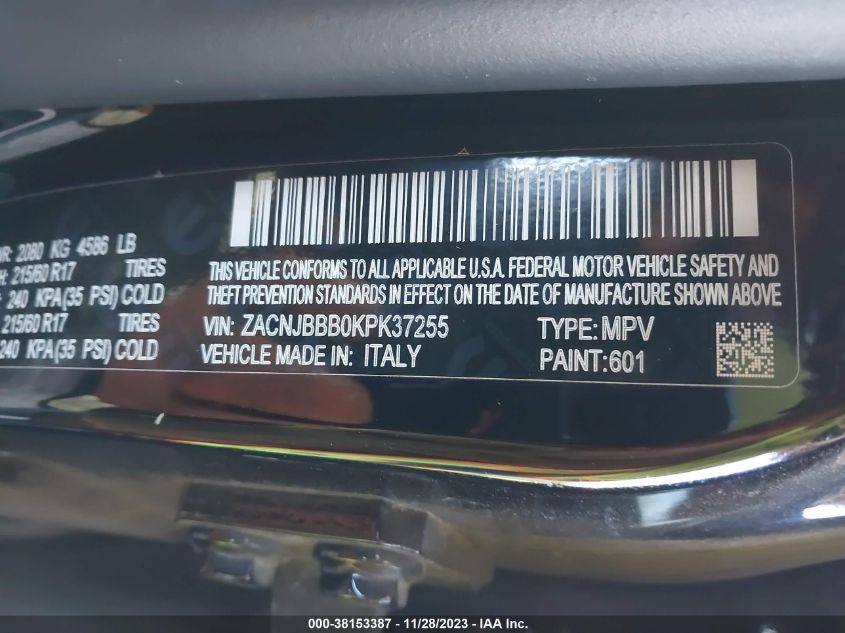 2080 KG 4586 LB
215/60 R17 TIRES
240 KPA(35 PSI) COLD
215/60 R17 TIRES
240 KPA(35 PSI) COLD
THIS VEHICLE CONFORMS TO ALL APPLICABLE U.S.A. FEDERAL MOTOR VEHICLE SAFETY AND
THEFT PREVENTION STANDARDS IN EFFECT ON THE DATE OF MANUFACTURE SHOWN ABOVE
VIN: ZACNJBBB0KPK37255 TYPE: MPV
VEHICLE MADE IN: ITALY PAINT:601
000-38153387 - 11/28/2023 - IAA Inc.